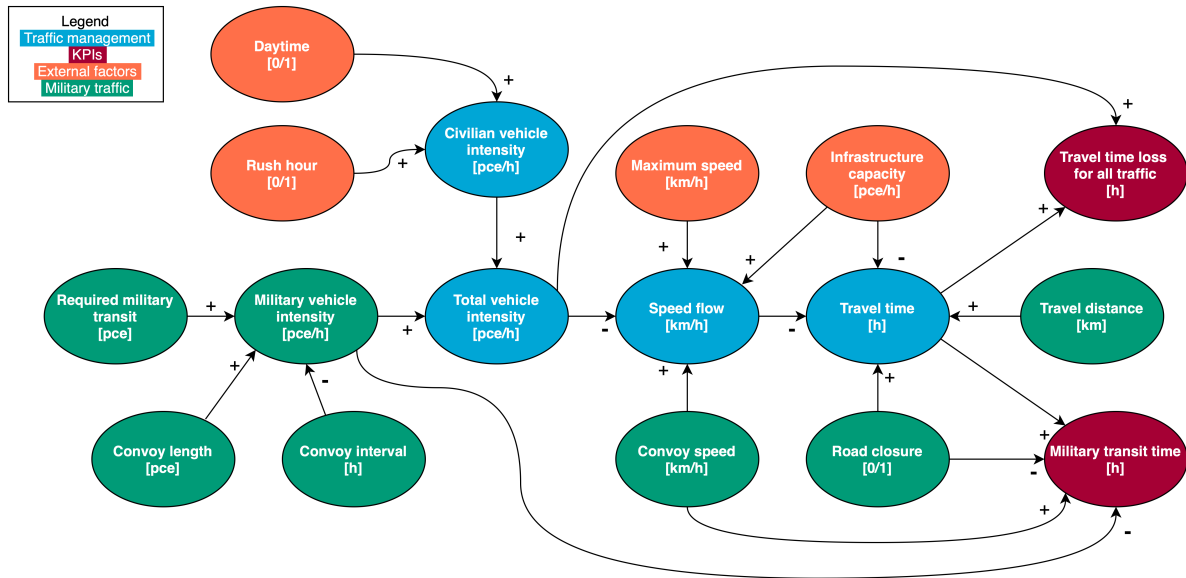 Legend
Traffic management
KPIs
External factors
Military traffic
Daytime
[0/1]
+
Civilian vehicle
intensity
[pce/h]
Rush hour
[0/1]
+
Maximum speed
[km/h]
Infrastructure
capacity
[pce/h]
+
Travel time loss
for all traffic
[h]
+
+
+
+
-
Required military
transit
[pce]
+
Military vehicle
intensity
[pce/h]
+
Total vehicle
intensity
[pce/h]
-
Speed flow
[km/h]
-
Travel time
[h]
+
Travel distance
[km]
+
-
+
+
Convoy length
[pce]
Convoy interval
[h]
Convoy speed
[km/h]
Road closure
[0/1]
-
+
Military transit time
[h]
+
-